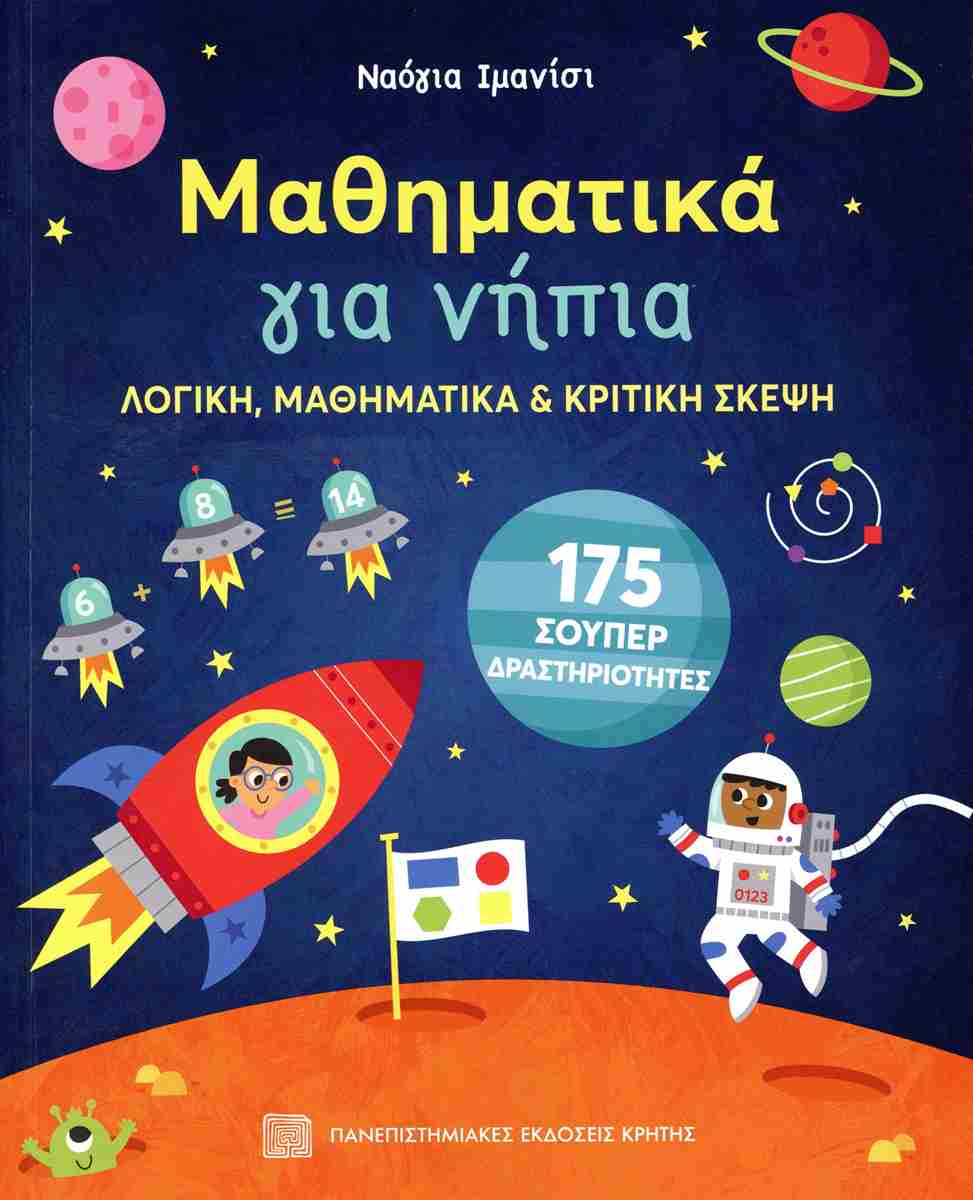 Ναόγια Ιμανίσι
Μαθηματικά
για νήπια
ΛΟΓΙΚΗ, ΜΑΘΗΜΑΤΙΚΑ & ΚΡΙΤΙΚΗ ΣΚΕΨΗ
6 + 8 = 14
175
ΣΟΥΠΕΡ
ΔΡΑΣΤΗΡΙΟΤΗΤΕΣ
0123
ΠΑΝΕΠΙΣΤΗΜΙΑΚΕΣ ΕΚΔΟΣΕΙΣ ΚΡΗΤΗΣ